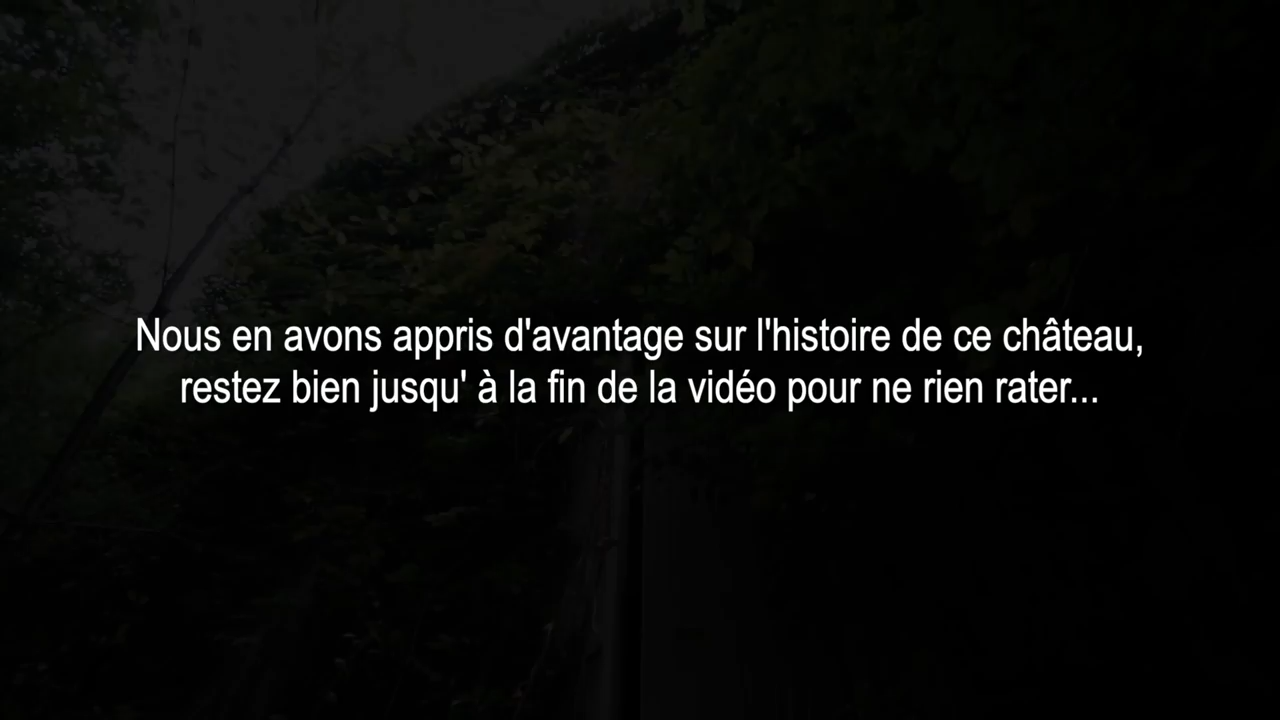 Nous en avons appris d'avantage sur l'histoire de ce château,
restez bien jusqu' à la fin de la vidéo pour ne rien rater...